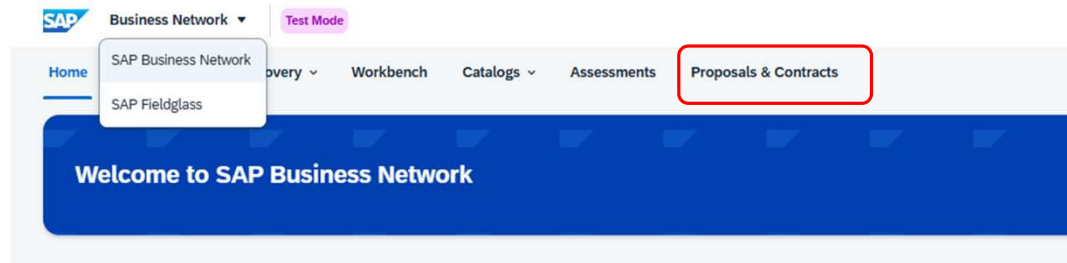 SAP Business Network ▼ Test Mode
SAP Business Network
Home overy Workbench Catalogs Assessments Proposals & Contracts
SAP Fieldglass
Welcome to SAP Business Network